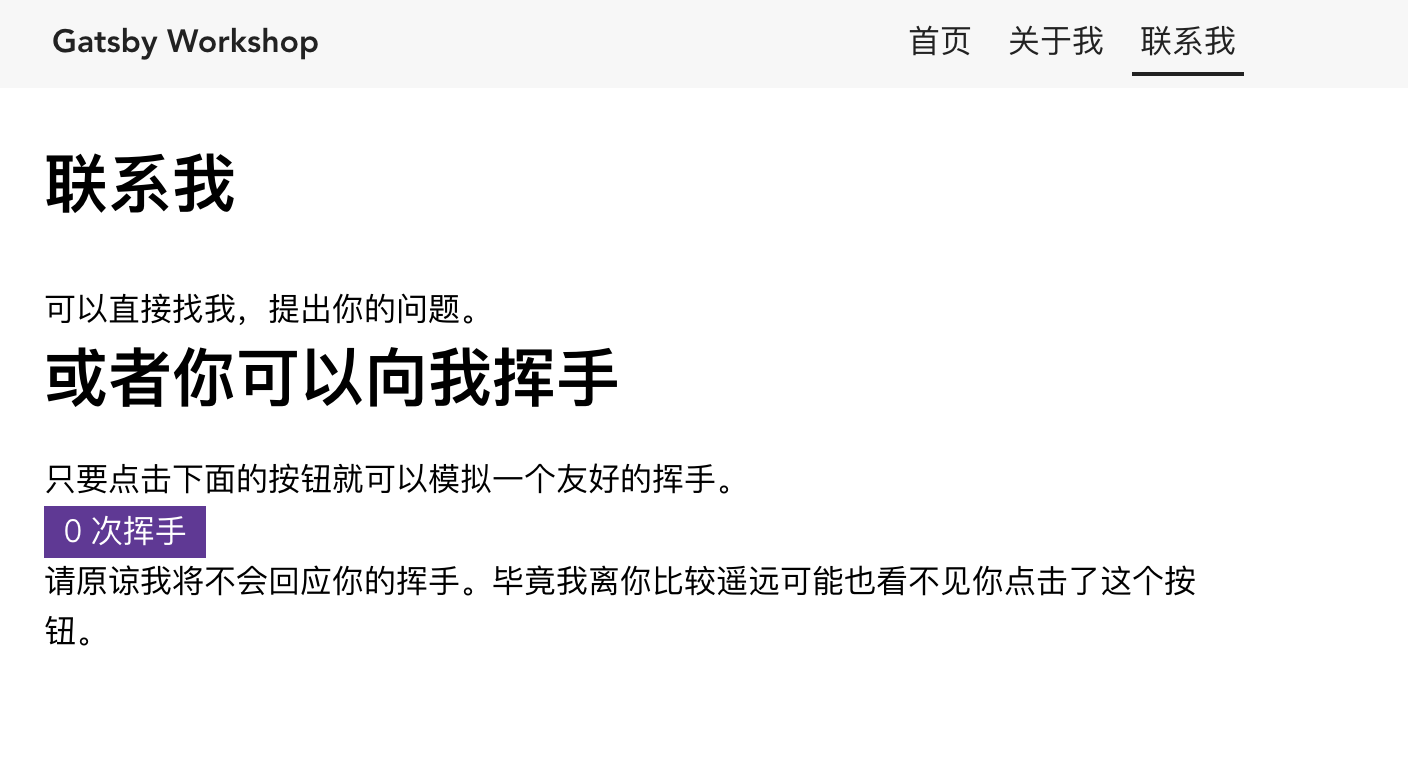 Gatsby Workshop
首页 关于我 联系我
联系我
可以直接找我，提出你的问题。
或者你可以向我挥手
只要点击下面的按钮就可以模拟一个友好的挥手。
0 次挥手
请原谅我将不会回应你的挥手。毕竟我离你比较遥远可能也看不见你点击了这个按
钮。